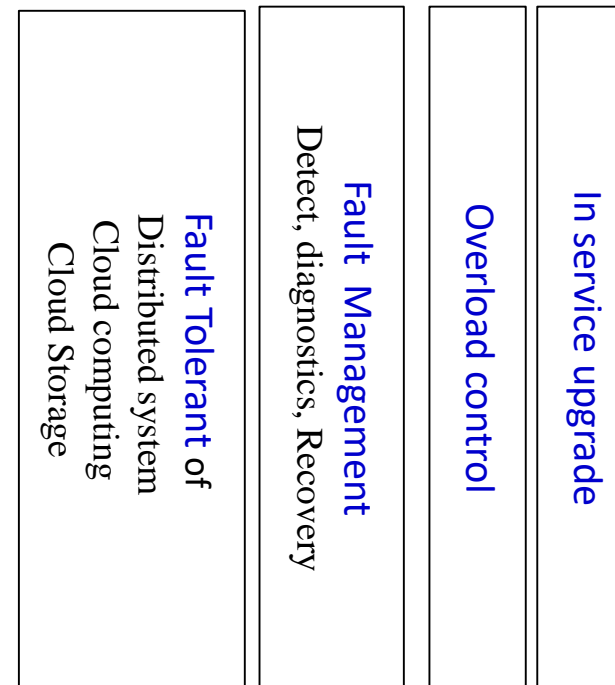 In service upgrade
Overload control
Fault Management
Detect, diagnostics, Recovery
Fault Tolerant of
Distributed system
Cloud computing
Cloud Storage